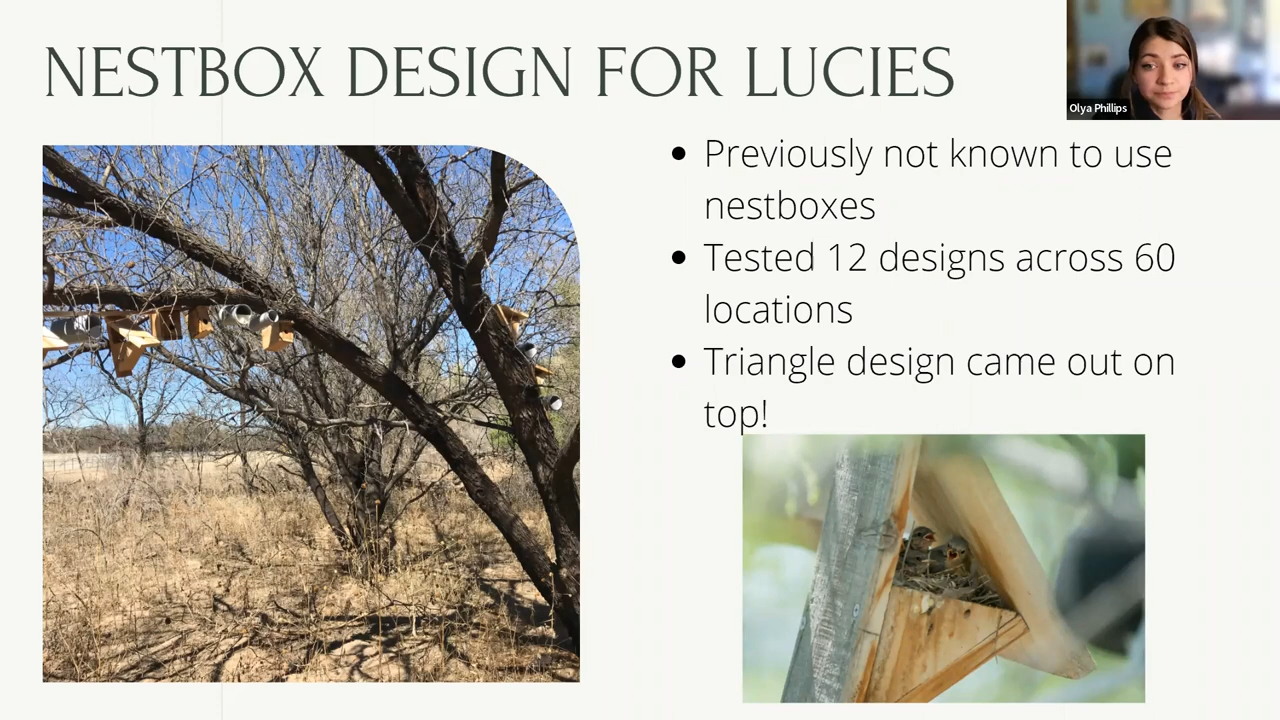 NESTBOX DESIGN FOR LUCIES
Olya Phillips
• Previously not known to use
nestboxes
• Tested 12 designs across 60
locations
• Triangle design came out on
top!